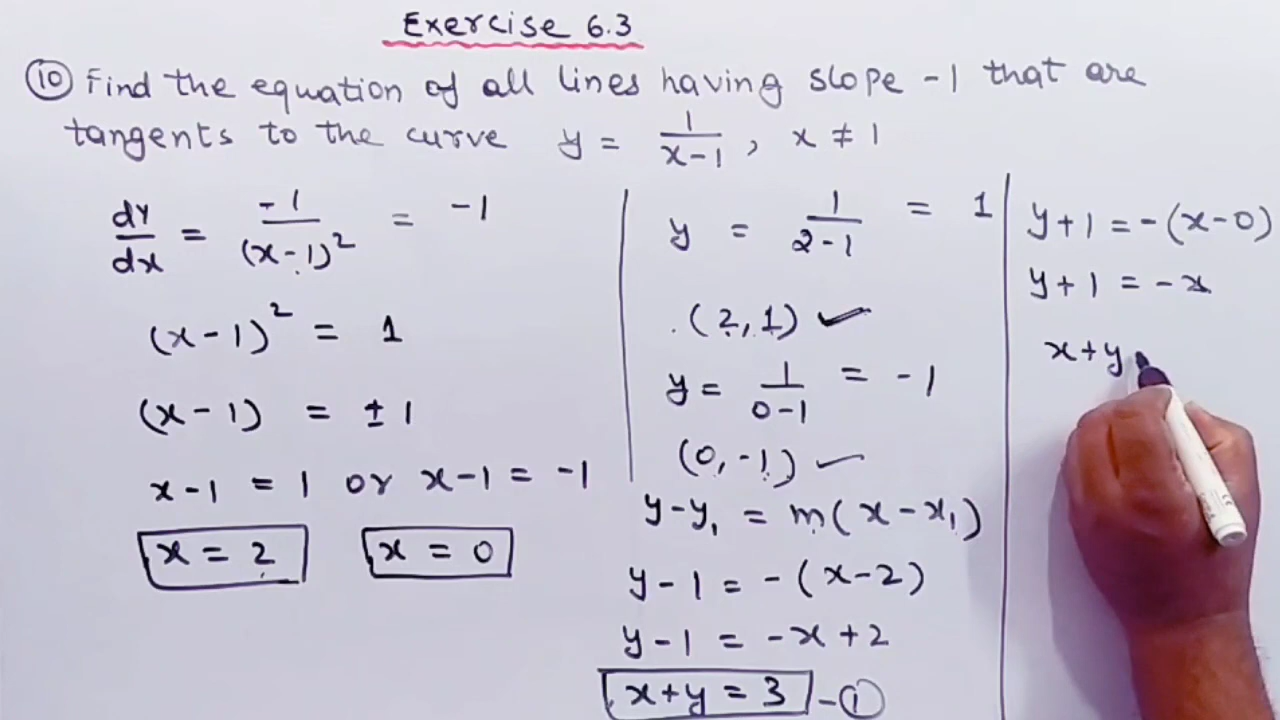 Exercise 6.3
⑩ Find the equation of all lines having slope -1 that are
tangents to the curve y = 1/(x-1), x ≠ 1
dy/dx = -1/(x-1)² = -1
(x-1)² = 1
(x-1) = ±1
x-1 = 1 or x-1 = -1
x = 2 x = 0
y = 1/(2-1) = 1
(2,1) ✓
y = 1/(0-1) = -1
(0,-1) ✓
y-y₁ = m(x-x₁)
y-1 = -(x-2)
y-1 = -x+2
x+y = 3 -①
y+1 = -(x-0)
y+1 = -x
x+y